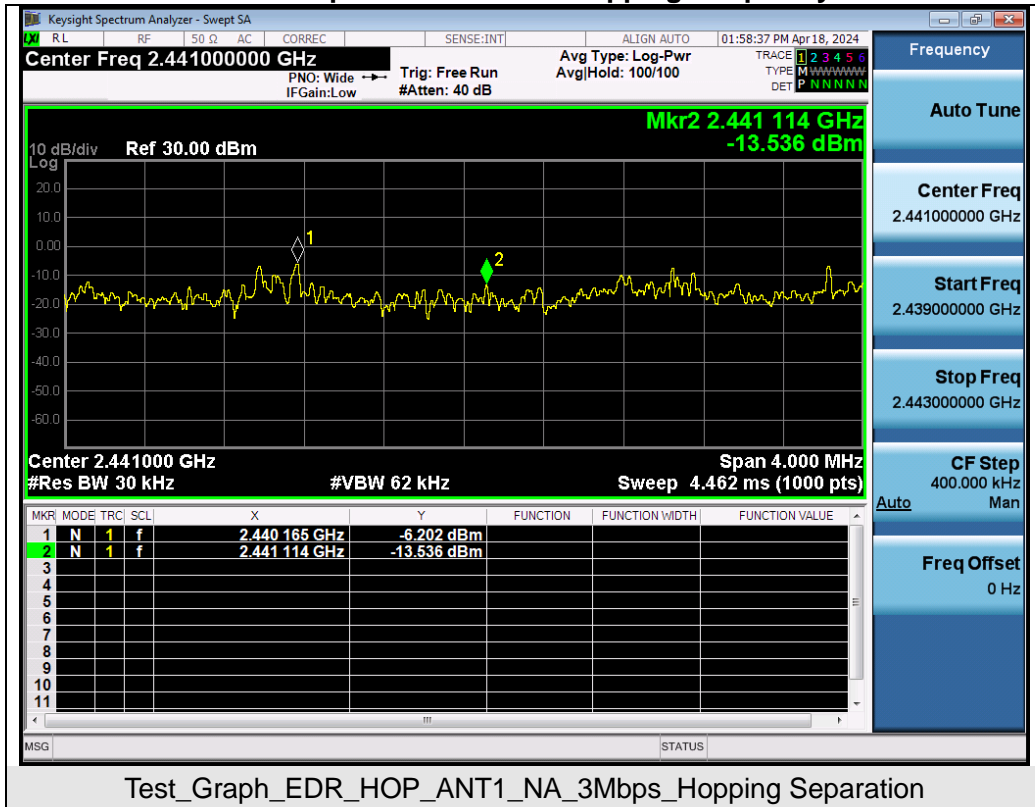 Keysight Spectrum Analyzer - Swept SA
RL RF 50 Ω AC CORREC SENSE:INT ALIGN AUTO 01:58:37 PM Apr 18, 2024
Center Freq 2.441000000 GHz
PNO: Wide
IFGain:Low
Trig: Free Run
#Atten: 40 dB
Avg Type: Log-Pwr
Avg|Hold: 100/100
TRACE 1 2 3 4 5 6
TYPE M WWWWW
DET P N N N N N
Mkr2 2.441 114 GHz
-13.536 dBm
10 dB/div Ref 30.00 dBm
Log
20.0
10.0
0.00
-10.0
-20.0
-30.0
-40.0
-50.0
-60.0
1
2
Center 2.441000 GHz Span 4.000 MHz
#Res BW 30 kHz #VBW 62 kHz Sweep 4.462 ms (1000 pts)
MKR MODE TRC SCL X Y FUNCTION FUNCTION WIDTH FUNCTION VALUE
1 N 1 f 2.440 165 GHz -6.202 dBm
2 N 1 f 2.441 114 GHz -13.536 dBm
3
4
5
6
7
8
9
10
11
MSG STATUS
Frequency
Auto Tune
Center Freq
2.441000000 GHz
Start Freq
2.439000000 GHz
Stop Freq
2.443000000 GHz
CF Step
400.000 kHz
Auto Man
Freq Offset
0 Hz
Test_Graph_EDR_HOP_ANT1_NA_3Mbps_Hopping Separation